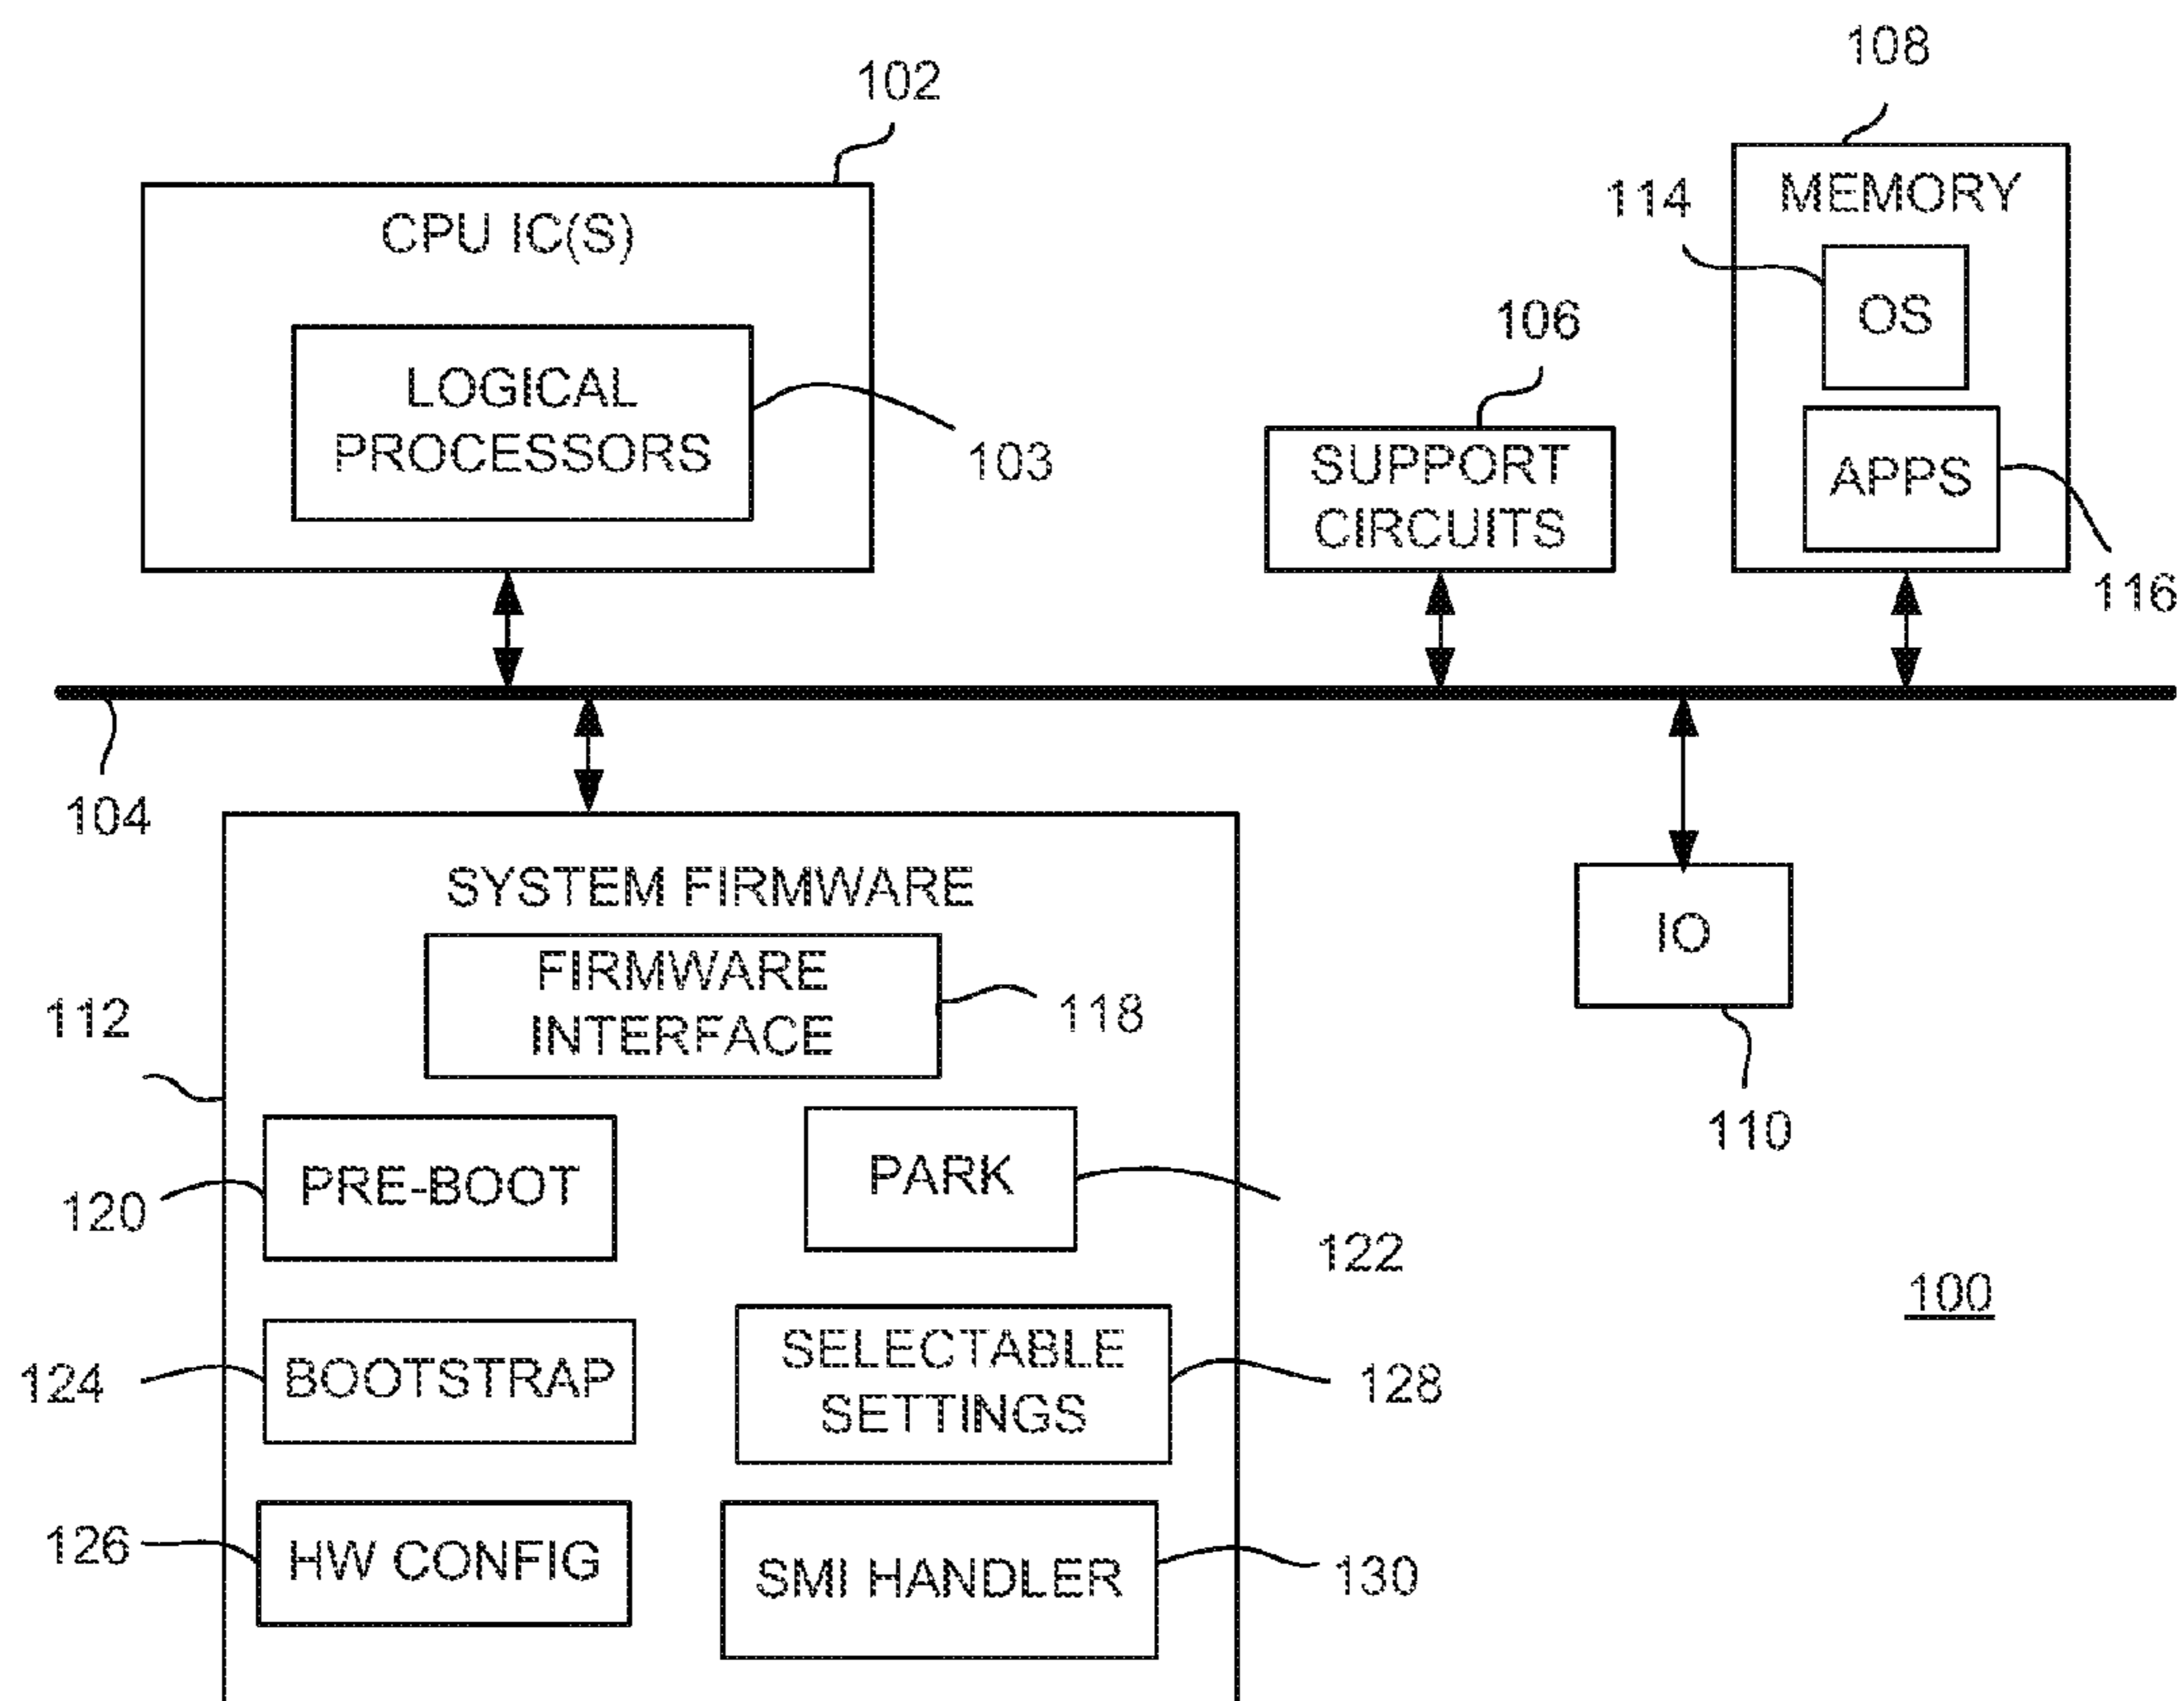 108
102
114
MEMORY
CPU IC(S)
OS
106
LOGICAL
PROCESSORS
103
SUPPORT
CIRCUITS
APPS
116
104
SYSTEM FIRMWARE
IO
FIRMWARE
INTERFACE
118
112
110
PRE-BOOT
PARK
120
122
100
SELECTABLE
SETTINGS
BOOTSTRAP
124
128
126
HW CONFIG
SMI HANDLER
130